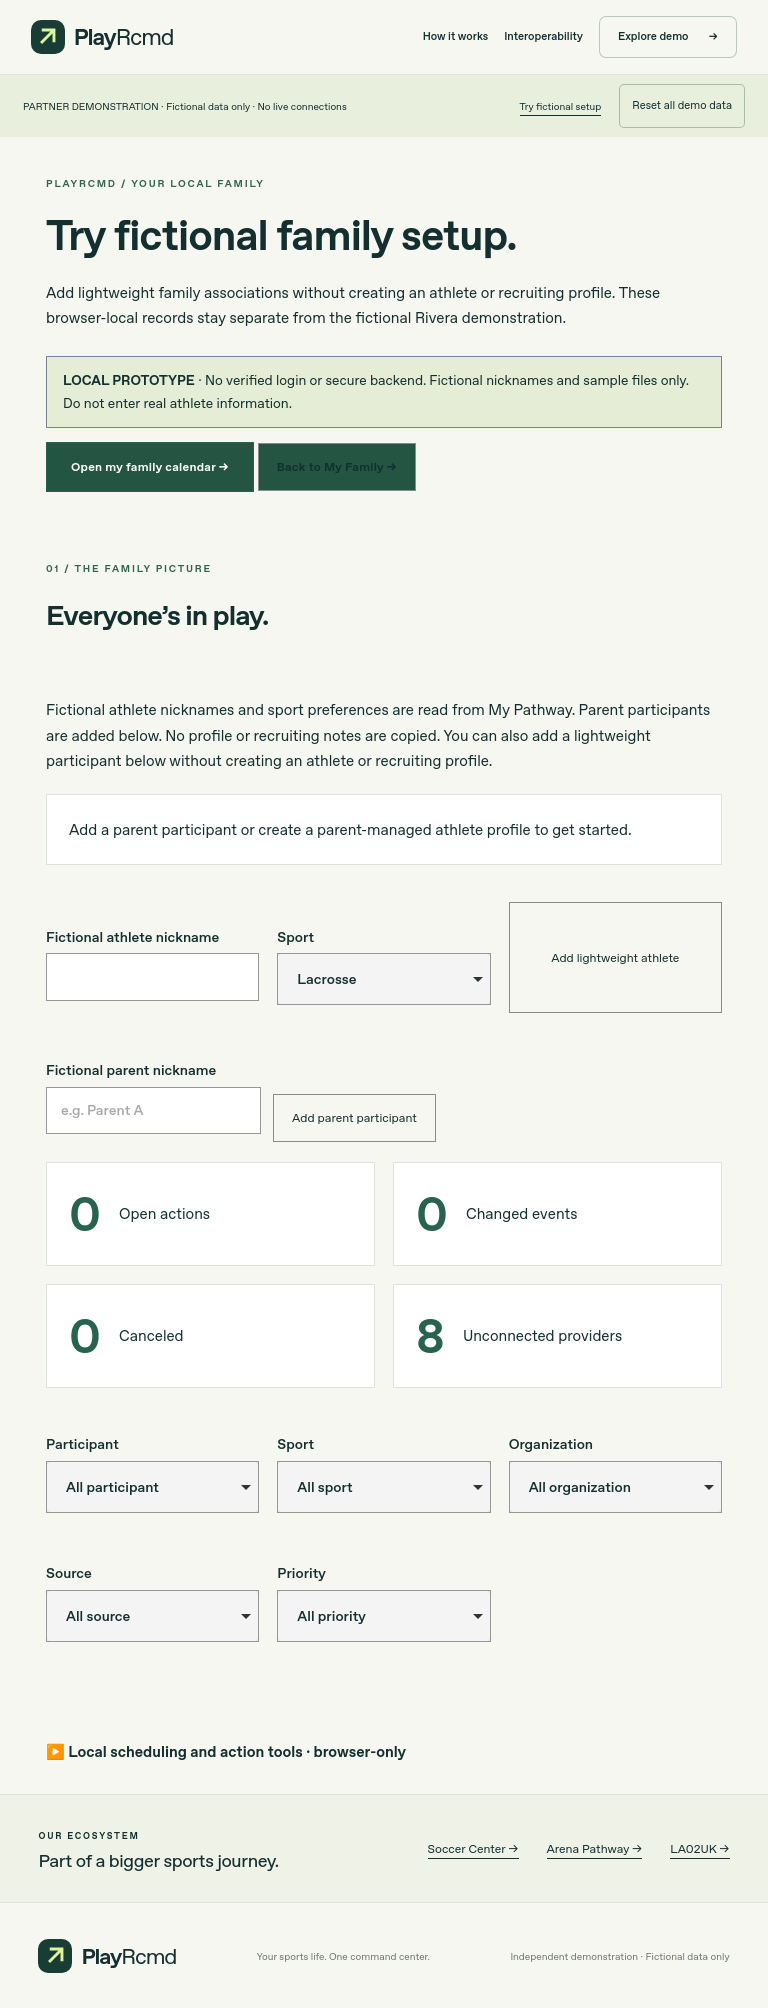 PlayRcmd
How it works
Interoperability
Explore demo →
PARTNER DEMONSTRATION · Fictional data only · No live connections
Try fictional setup
Reset all demo data
PLAYRCMD / YOUR LOCAL FAMILY
Try fictional family setup.
Add lightweight family associations without creating an athlete or recruiting profile. These
browser-local records stay separate from the fictional Rivera demonstration.
LOCAL PROTOTYPE · No verified login or secure backend. Fictional nicknames and sample files only.
Do not enter real athlete information.
Open my family calendar →
Back to My Family →
01 / THE FAMILY PICTURE
Everyone’s in play.
Fictional athlete nicknames and sport preferences are read from My Pathway. Parent participants
are added below. No profile or recruiting notes are copied. You can also add a lightweight
participant below without creating an athlete or recruiting profile.
Add a parent participant or create a parent-managed athlete profile to get started.
Fictional athlete nickname
Sport
Lacrosse
Add lightweight athlete
Fictional parent nickname
e.g. Parent A
Add parent participant
0 Open actions
0 Changed events
0 Canceled
8 Unconnected providers
Participant
Sport
Organization
All participant
All sport
All organization
Source
Priority
All source
All priority
▶️ Local scheduling and action tools · browser-only
OUR ECOSYSTEM
Part of a bigger sports journey.
Soccer Center →
Arena Pathway →
LA02UK →
PlayRcmd
Your sports life. One command center.
Independent demonstration · Fictional data only